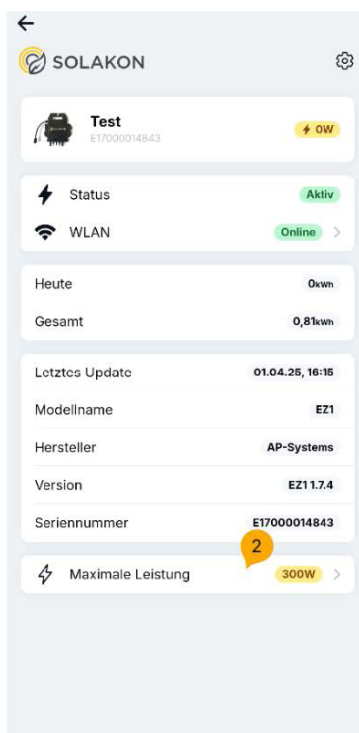 SOLAKON
Test
E17000014843
0W
Status Aktiv
WLAN Online
Heute 0kWh
Gesamt 0,81kWh
Letztes Update 01.04.25, 16:15
Modellname EZ1
Hersteller AP-Systems
Version EZ1 1.7.4
Seriennummer E17000014843
2
Maximale Leistung 300W